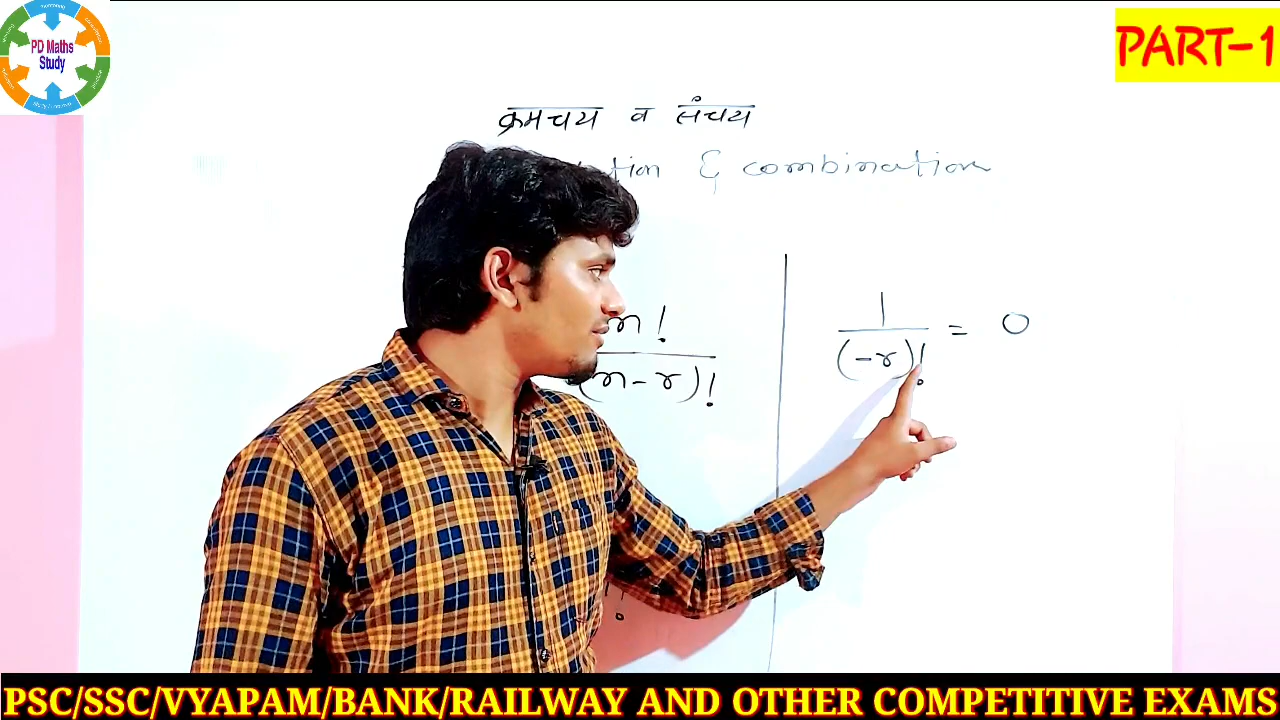 PD Maths
Study
PART-1
क्रमचय व संचय
& combination
n!
(n-r)!
1
(-r)! = 0
PSC/SSC/VYAPAM/BANK/RAILWAY AND OTHER COMPETITIVE EXAMS